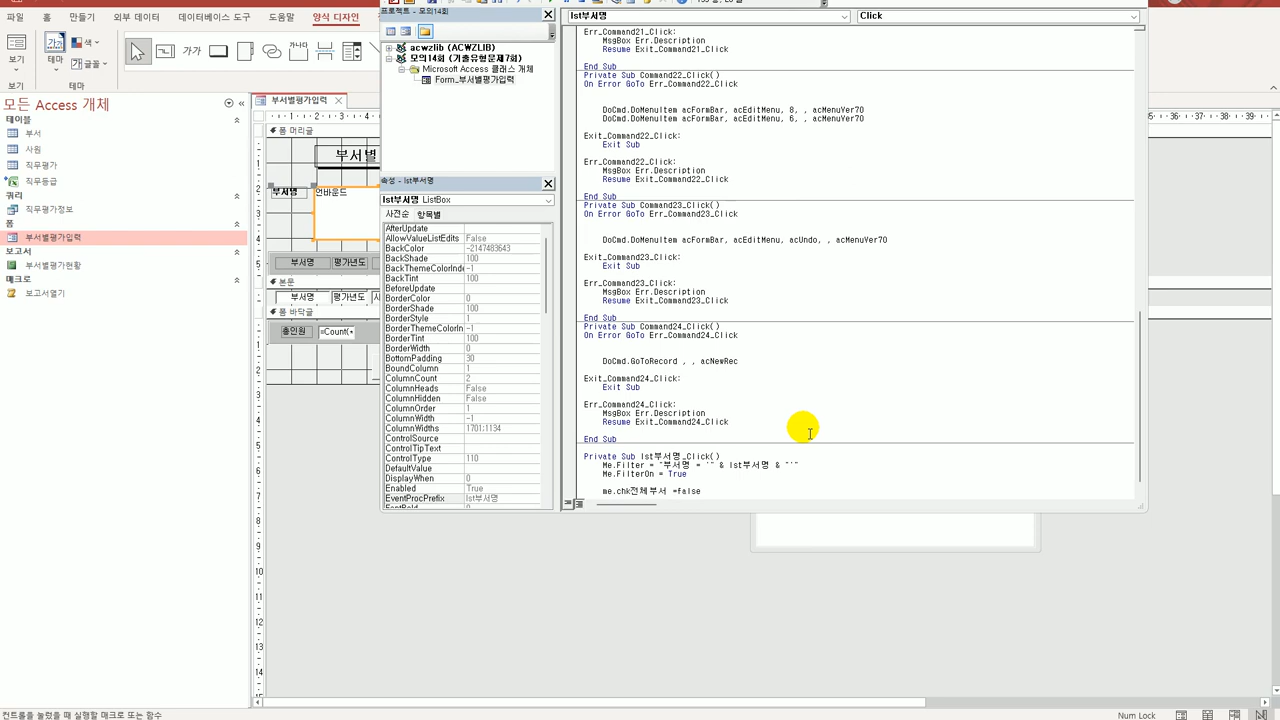 파일
홈
만들기
외부 데이터
데이터베이스 도구
도움말
양식 디자인
보기
보기
테마
색
글꼴
테마
가가
가나다
모든 Access 개체
테이블
부서
사원
직무평가
직무등급
쿼리
직무평가정보
폼
부서별평가입력
보고서
부서별평가현황
매크로
보고서열기
부서별평가입력
폼 머리글
부서별
부서명
언바운드
부서명
평가년도
본문
부서명
평가년도
폼 바닥글
총인원
=Count(*
프로젝트 - 모의14회
acwzlib (ACWZLIB)
모의14회 (기출유형문제7회)
Microsoft Access 클래스 개체
Form_부서별평가입력
속성 - lst부서명
lst부서명 ListBox
사전순
항목별
AfterUpdate
AllowValueListEdits False
BackColor -2147483643
BackShade 100
BackThemeColorInde -1
BackTint 100
BeforeUpdate
BorderColor 0
BorderShade 100
BorderStyle 1
BorderThemeColorIn -1
BorderTint 100
BorderWidth 0
BottomPadding 30
BoundColumn 1
ColumnCount 2
ColumnHeads False
ColumnHidden False
ColumnOrder 1
ColumnWidth -1
ColumnWidths 1701;1134
ControlSource
ControlTipText
ControlType 110
DefaultValue
DisplayWhen 0
Enabled True
EventProcPrefix lst부서명
FontBold 0
lst부서명
Click
Err_Command21_Click:
MsgBox Err.Description
Resume Exit_Command21_Click
End Sub
Private Sub Command22_Click()
On Error GoTo Err_Command22_Click
DoCmd.DoMenuItem acFormBar, acEditMenu, 8, , acMenuVer70
DoCmd.DoMenuItem acFormBar, acEditMenu, 6, , acMenuVer70
Exit_Command22_Click:
Exit Sub
Err_Command22_Click:
MsgBox Err.Description
Resume Exit_Command22_Click
End Sub
Private Sub Command23_Click()
On Error GoTo Err_Command23_Click
DoCmd.DoMenuItem acFormBar, acEditMenu, acUndo, , acMenuVer70
Exit_Command23_Click:
Exit Sub
Err_Command23_Click:
MsgBox Err.Description
Resume Exit_Command23_Click
End Sub
Private Sub Command24_Click()
On Error GoTo Err_Command24_Click
DoCmd.GoToRecord , , acNewRec
Exit_Command24_Click:
Exit Sub
Err_Command24_Click:
MsgBox Err.Description
Resume Exit_Command24_Click
End Sub
Private Sub lst부서명_Click()
Me.Filter = "부서명 = '" & lst부서명 & "'"
Me.FilterOn = True
me.chk전체부서 =false
컨트롤을 눌렀을 때 실행할 매크로 또는 함수
Num Lock